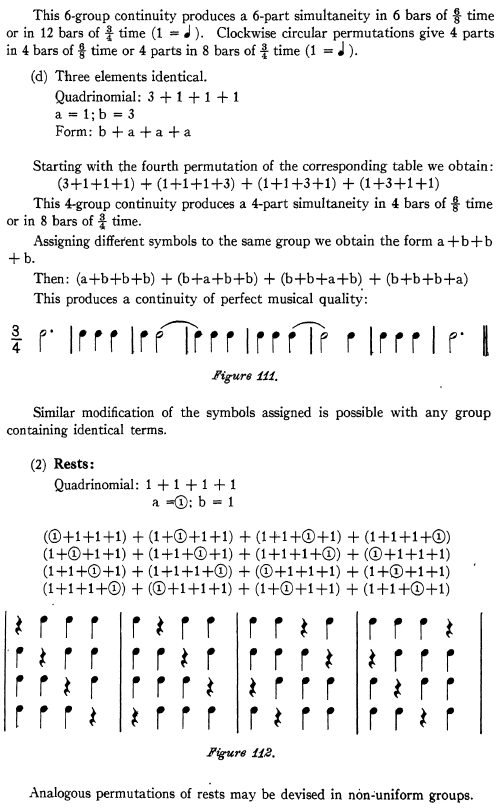 This 6-group continuity produces a 6-part simultaneity in 6 bars of 6/8 time
or in 12 bars of 3/4 time (1 = ♩). Clockwise circular permutations give 4 parts
in 4 bars of 6/8 time or 4 parts in 8 bars of 3/4 time (1 = ♩).
(d) Three elements identical.
Quadrinomial: 3 + 1 + 1 + 1
a = 1; b = 3
Form: b + a + a + a
Starting with the fourth permutation of the corresponding table we obtain:
(3+1+1+1) + (1+1+1+3) + (1+1+3+1) + (1+3+1+1)
This 4-group continuity produces a 4-part simultaneity in 4 bars of 6/8 time
or in 8 bars of 3/4 time.
Assigning different symbols to the same group we obtain the form a+b+b
+ b.
Then: (a+b+b+b) + (b+a+b+b) + (b+b+a+b) + (b+b+b+a)
This produces a continuity of perfect musical quality:
3
4
Figure 111.
Similar modification of the symbols assigned is possible with any group
containing identical terms.
(2) Rests:
Quadrinomial: 1 + 1 + 1 + 1
a =①; b = 1
(①+1+1+1) + (1+①+1+1) + (1+1+①+1) + (1+1+1+①)
(1+①+1+1) + (1+1+①+1) + (1+1+1+①) + (①+1+1+1)
(1+1+①+1) + (1+1+1+①) + (①+1+1+1) + (1+①+1+1)
(1+1+1+①) + (①+1+1+1) + (1+①+1+1) + (1+1+①+1)
Figure 112.
Analogous permutations of rests may be devised in non-uniform groups.